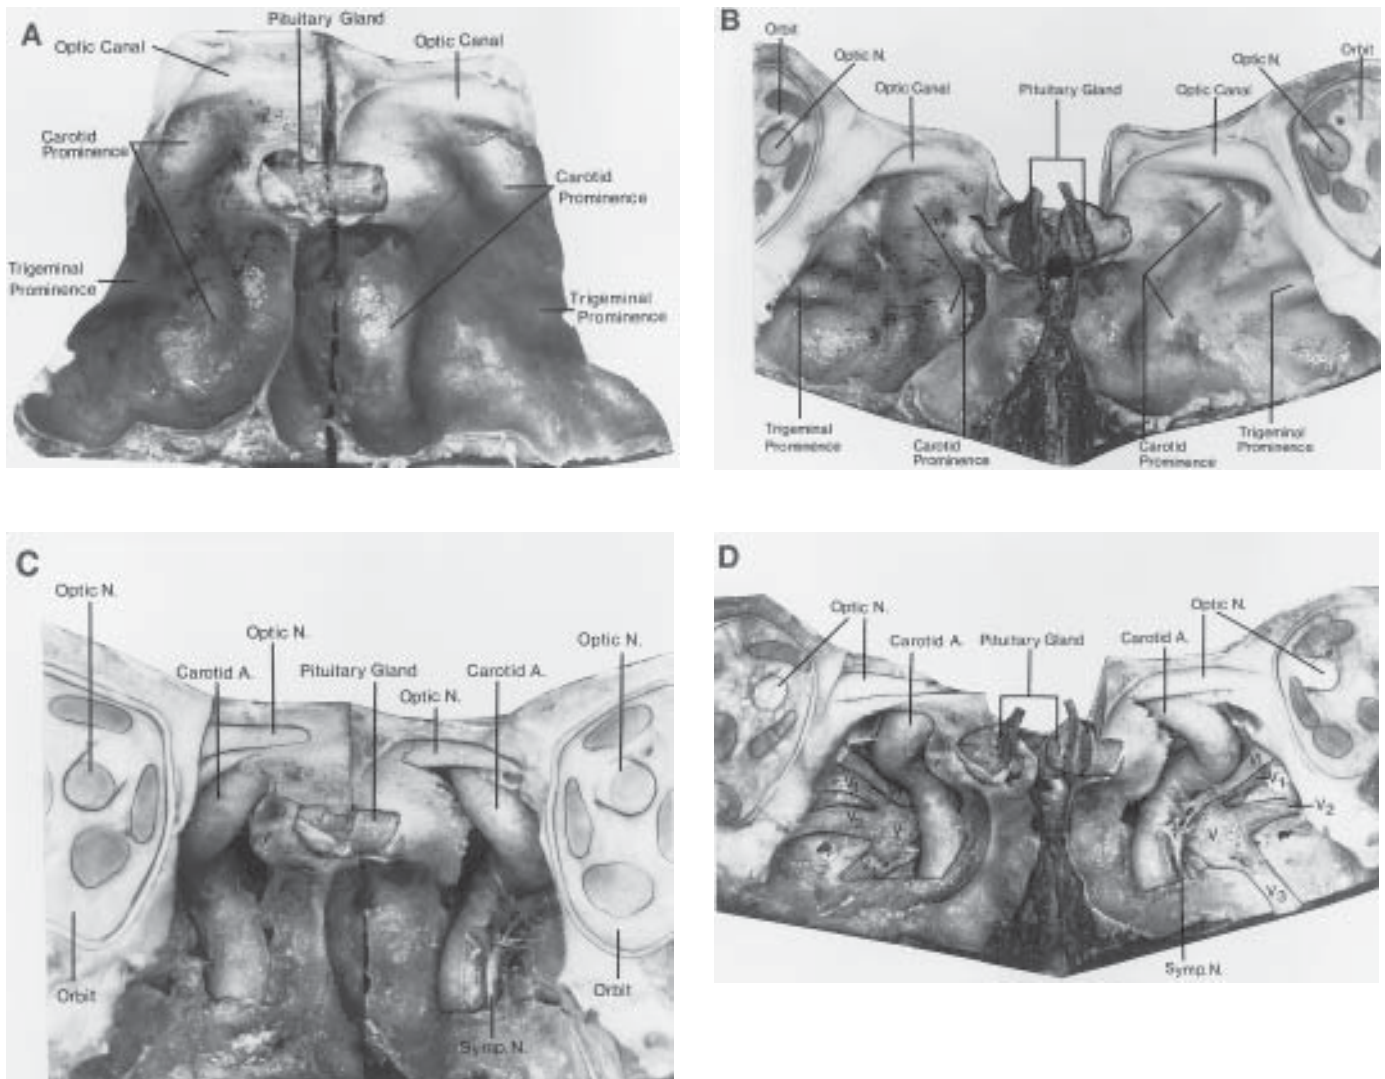 A
Pituitary Gland
Optic Canal
Optic Canal
Carotid
Prominence
Carotid
Prominence
Trigeminal
Prominence
Trigeminal
Prominence
B
Orbit
Optic N.
Optic Canal
Pituitary Gland
Optic Canal
Optic N.
Orbit
Trigeminal
Prominence
Carotid
Prominence
Carotid
Prominence
Trigeminal
Prominence
C
Optic N.
Optic N.
Carotid A.
Pituitary Gland
Optic N.
Carotid A.
Optic N.
Orbit
Symp.N.
Orbit
D
Optic N.
Carotid A.
Pituitary Gland
Carotid A.
Optic N.
V
VI
V1
V2
V
V3
Symp.N.